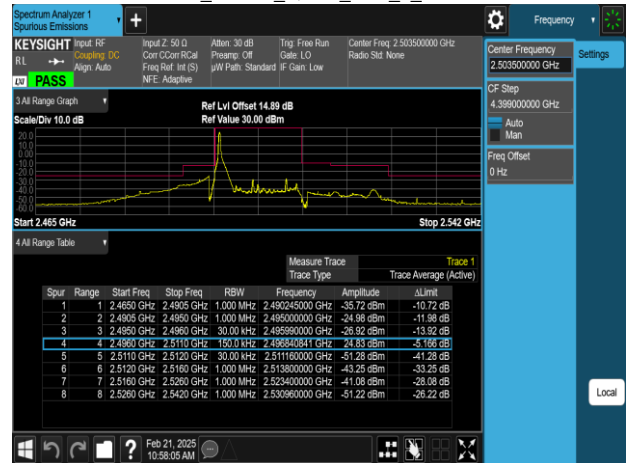 Spectrum Analyzer 1
Spurious Emissions
Frequency
KEYSIGHT
RL
LXI
PASS
Input: RF
Coupling: DC
Align: Auto
Input Z: 50 Ω
Corr CCorr RCal
Freq Ref: Int (S)
NFE: Adaptive
Atten: 30 dB
Preamp: Off
µW Path: Standard
Trig: Free Run
Gate: LO
IF Gain: Low
Center Freq: 2.503500000 GHz
Radio Std: None
Center Frequency
2.503500000 GHz
Settings
CF Step
4.399000000 GHz
Auto
Man
Freq Offset
0 Hz
3 All Range Graph
Scale/Div 10.0 dB
Ref Lvl Offset 14.89 dB
Ref Value 30.00 dBm
20.0
10.0
0.00
-10.0
-20.0
-30.0
-40.0
-50.0
-60.0
Start 2.465 GHz
Stop 2.542 GHz
4 All Range Table
Measure Trace Trace 1
Trace Type Trace Average (Active)
Spur Range Start Freq Stop Freq RBW Frequency Amplitude ΔLimit
1 1 2.4650 GHz 2.4905 GHz 1.000 MHz 2.490245000 GHz -35.72 dBm -10.72 dB
2 2 2.4905 GHz 2.4950 GHz 1.000 MHz 2.495000000 GHz -24.98 dBm -11.98 dB
3 3 2.4950 GHz 2.4960 GHz 30.00 kHz 2.495990000 GHz -26.92 dBm -13.92 dB
4 4 2.4960 GHz 2.5110 GHz 150.0 kHz 2.496840841 GHz 24.83 dBm -5.166 dB
5 5 2.5110 GHz 2.5120 GHz 30.00 kHz 2.511160000 GHz -51.28 dBm -41.28 dB
6 6 2.5120 GHz 2.5160 GHz 1.000 MHz 2.513800000 GHz -43.25 dBm -33.25 dB
7 7 2.5160 GHz 2.5260 GHz 1.000 MHz 2.523400000 GHz -41.08 dBm -28.08 dB
8 8 2.5260 GHz 2.5420 GHz 1.000 MHz 2.530960000 GHz -51.22 dBm -26.22 dB
Local
Feb 21, 2025
10:58:05 AM